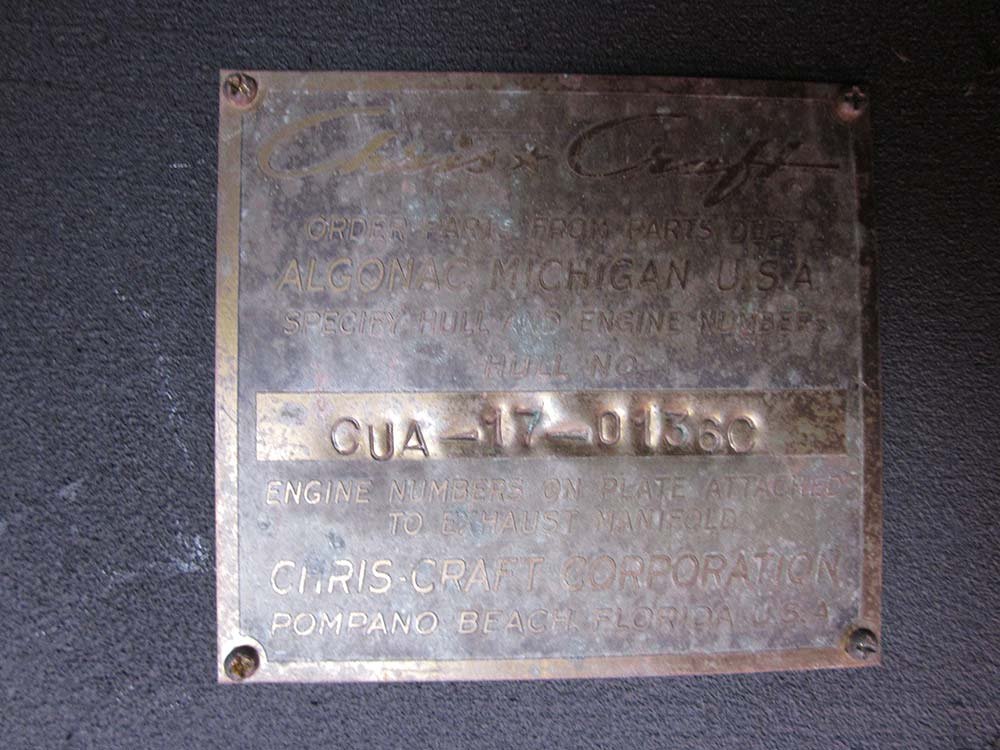 Chris★Craft
ORDER PARTS FROM PARTS DEPT.
ALGONAC, MICHIGAN U.S.A.
SPECIFY HULL AND ENGINE NUMBERS
HULL NO.
CUA-17-0136C
ENGINE NUMBERS ON PLATE ATTACHED
TO EXHAUST MANIFOLD
CHRIS-CRAFT CORPORATION
POMPANO BEACH, FLORIDA, U.S.A.